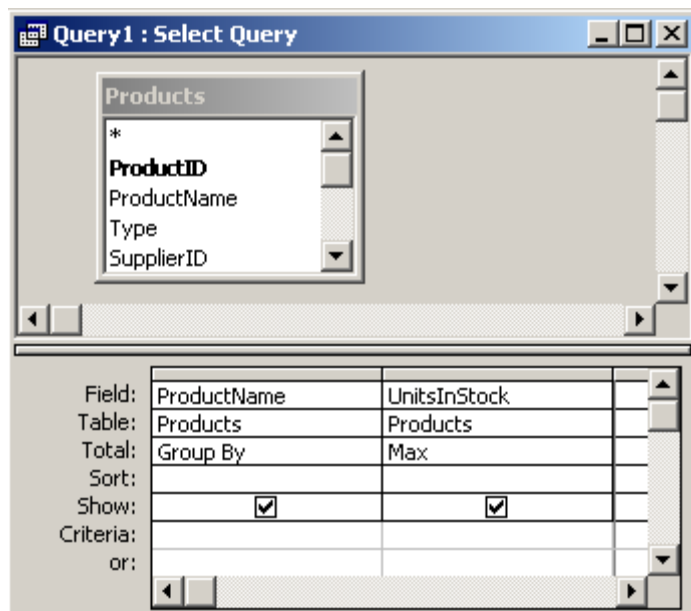 Query1 : Select Query
Products
*
ProductID
ProductName
Type
SupplierID
Field: ProductName UnitsInStock
Table: Products Products
Total: Group By Max
Sort:
Show:
Criteria:
or: